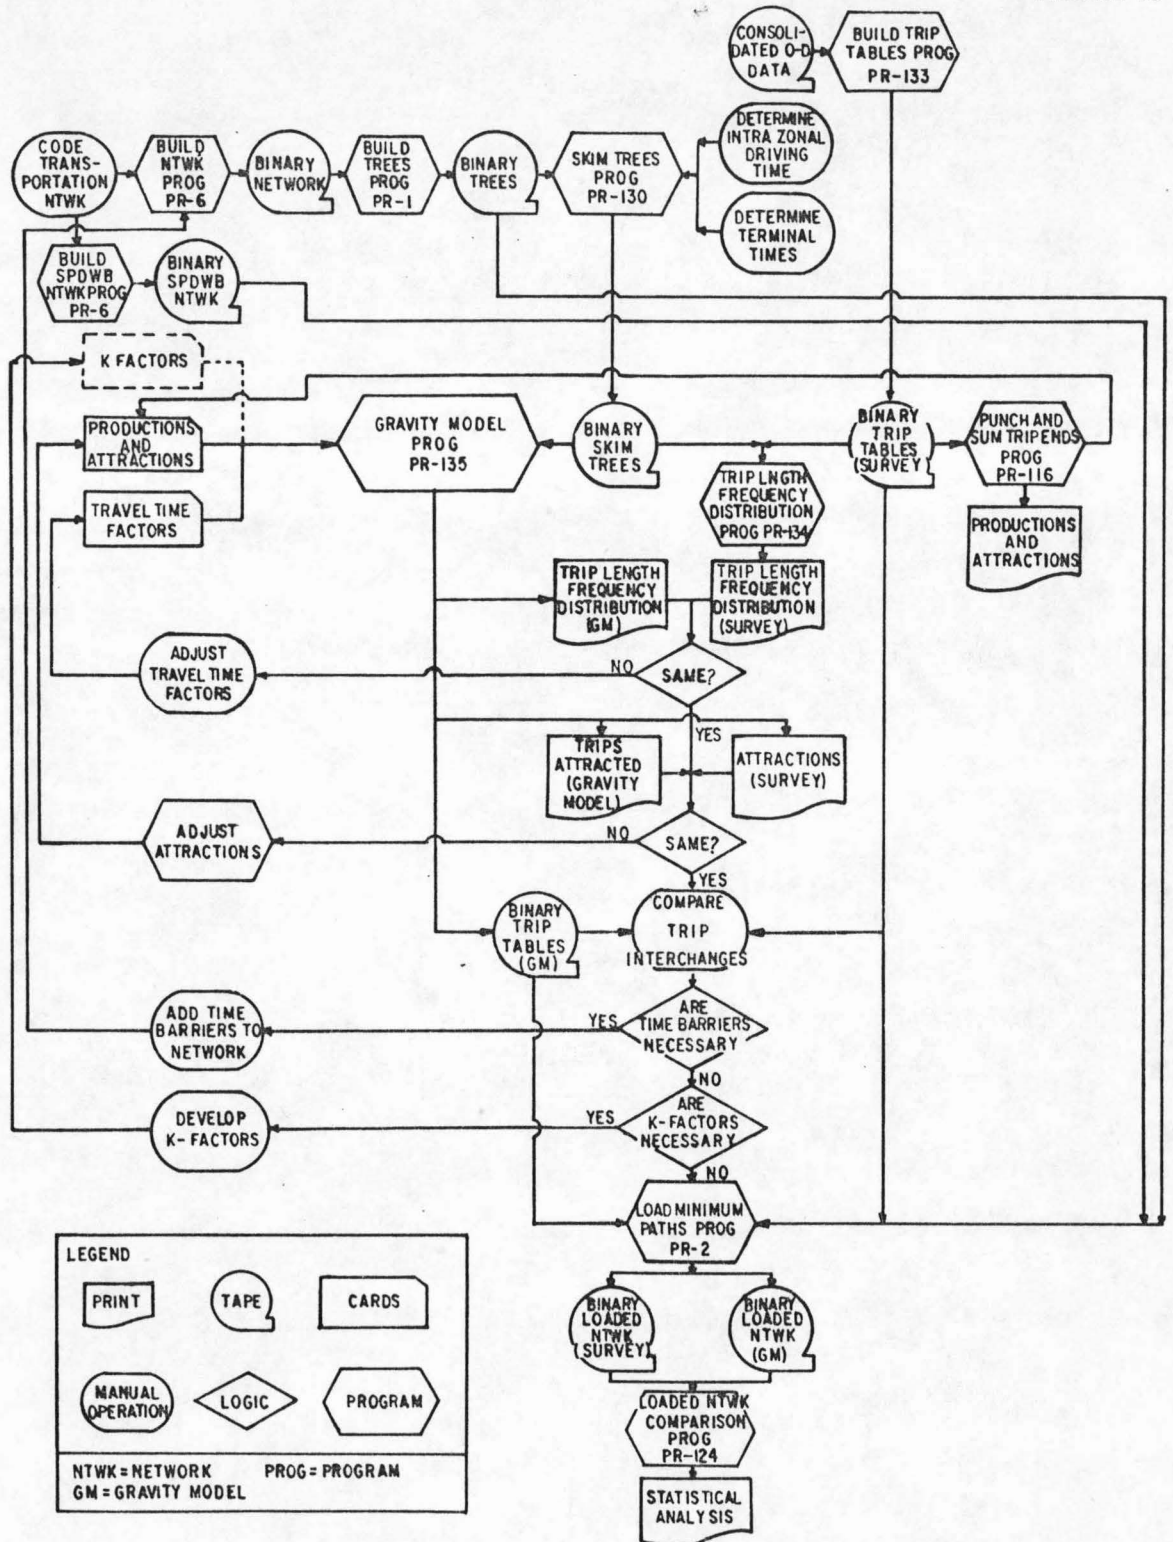 CONSOLI-
DATED O-D
DATA
BUILD TRIP
TABLES PROG
PR-133
CODE
TRANS-
PORTATION
NTWK
BUILD
NTWK
PROG
PR-6
BINARY
NETWORK
BUILD
TREES
PROG
PR-1
BINARY
TREES
SKIM TREES
PROG
PR-130
DETERMINE
INTRA ZONAL
DRIVING
TIME
DETERMINE
TERMINAL
TIMES
BUILD
SPDWB
NTWKPROG
PR-6
BINARY
SPDWB
NTWK
K FACTORS
PRODUCTIONS
AND
ATTRACTIONS
TRAVEL TIME
FACTORS
GRAVITY MODEL
PROG
PR-135
BINARY
SKIM
TREES
BINARY
TRIP
TABLES
(SURVEY)
PUNCH AND
SUM TRIP ENDS
PROG
PR-116
TRIP LNGTH
FREQUENCY
DISTRIBUTION
PROG PR-134
PRODUCTIONS
AND
ATTRACTIONS
TRIP LENGTH
FREQUENCY
DISTRIBUTION
(GM)
TRIP LENGTH
FREQUENCY
DISTRIBUTION
(SURVEY)
ADJUST
TRAVEL TIME
FACTORS
NO
SAME?
YES
TRIPS
ATTRACTED
(GRAVITY
MODEL)
ATTRACTIONS
(SURVEY)
ADJUST
ATTRACTIONS
NO
SAME?
YES
BINARY
TRIP
TABLES
(GM)
COMPARE
TRIP
INTERCHANGES
ADD TIME
BARRIERS TO
NETWORK
YES
ARE
TIME BARRIERS
NECESSARY
NO
DEVELOP
K-FACTORS
YES
ARE
K-FACTORS
NECESSARY
NO
LOAD MINIMUM
PATHS PROG
PR-2
BINARY
LOADED
NTWK
(SURVEY)
BINARY
LOADED
NTWK
(GM)
LOADED NTWK
COMPARISON
PROG
PR-124
STATISTICAL
ANALYSIS
LEGEND
PRINT
TAPE
CARDS
MANUAL
OPERATION
LOGIC
PROGRAM
NTWK=NETWORK PROG=PROGRAM
GM=GRAVITY MODEL